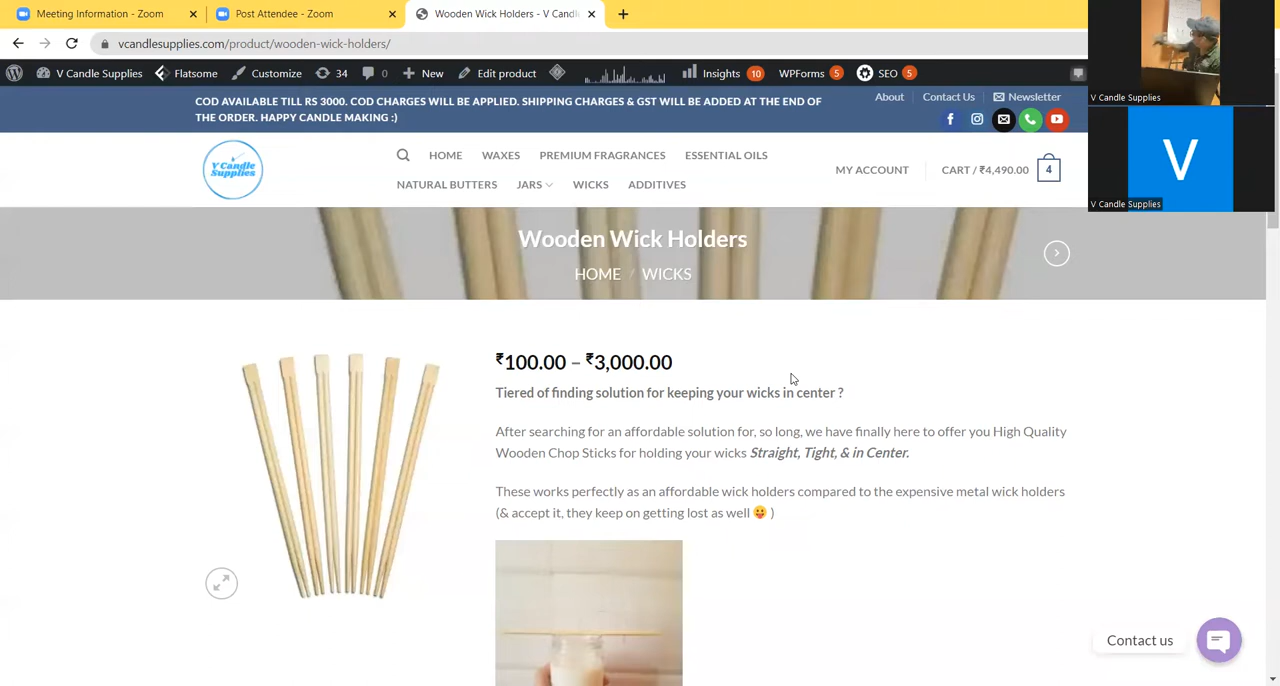 Meeting Information - Zoom
Post Attendee - Zoom
Wooden Wick Holders - V Candl
vcandlesupplies.com/product/wooden-wick-holders/
V Candle Supplies
Flatsome
Customize
34
0
New
Edit product
Insights
10
WPForms
5
SEO
5
COD AVAILABLE TILL RS 3000. COD CHARGES WILL BE APPLIED. SHIPPING CHARGES & GST WILL BE ADDED AT THE END OF
THE ORDER. HAPPY CANDLE MAKING :)
About
Contact Us
Newsletter
V Candle
Supplies
HOME
WAXES
PREMIUM FRAGRANCES
ESSENTIAL OILS
NATURAL BUTTERS
JARS
WICKS
ADDITIVES
MY ACCOUNT
CART / ₹4,490.00
4
V Candle Supplies
V
V Candle Supplies
Wooden Wick Holders
HOME / WICKS
₹100.00 – ₹3,000.00
Tiered of finding solution for keeping your wicks in center ?
After searching for an affordable solution for, so long, we have finally here to offer you High Quality
Wooden Chop Sticks for holding your wicks Straight, Tight, & in Center.
These works perfectly as an affordable wick holders compared to the expensive metal wick holders
(& accept it, they keep on getting lost as well 😛 )
Contact us